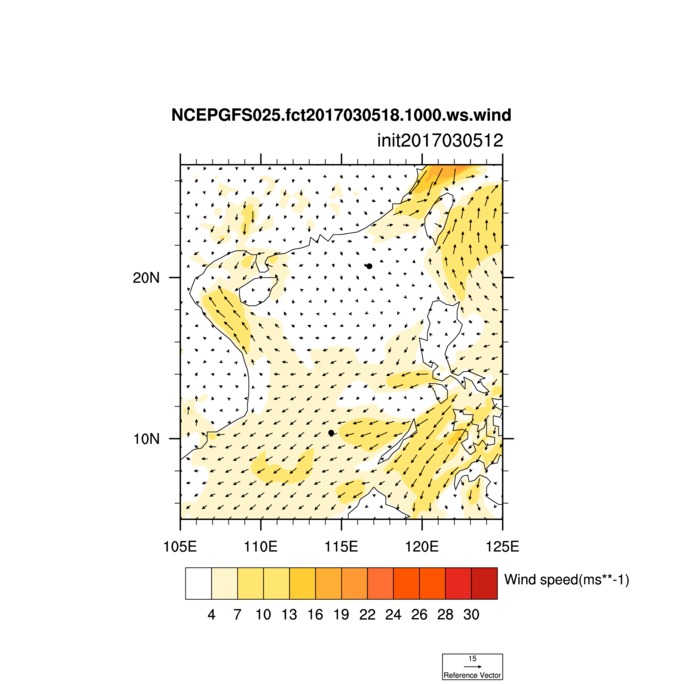 NCEPGFS025.fct2017030518.1000.ws.wind
init2017030512
20N
10N
105E 110E 115E 120E 125E
Wind speed(ms**-1)
4 7 10 13 16 19 22 24 26 28 30
15
Reference Vector